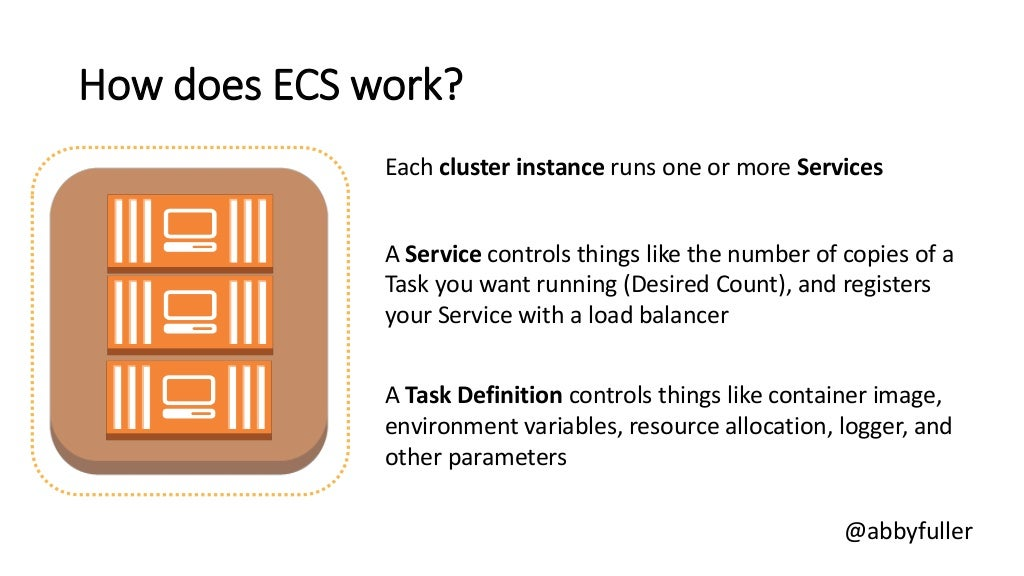 How does ECS work?
Each cluster instance runs one or more Services
A Service controls things like the number of copies of a
Task you want running (Desired Count), and registers
your Service with a load balancer
A Task Definition controls things like container image,
environment variables, resource allocation, logger, and
other parameters
@abbyfuller